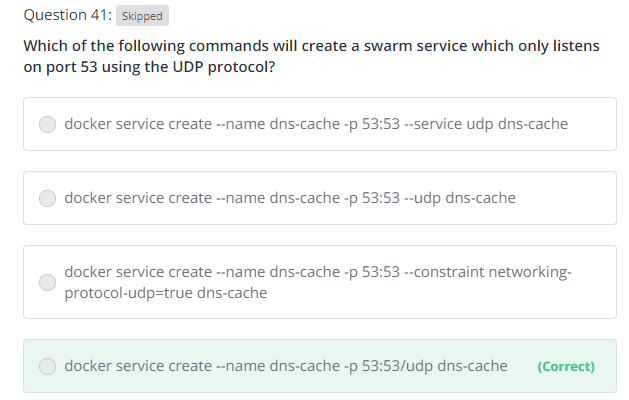 Question 41: Skipped
Which of the following commands will create a swarm service which only listens
on port 53 using the UDP protocol?
docker service create --name dns-cache -p 53:53 --service udp dns-cache
docker service create --name dns-cache -p 53:53 --udp dns-cache
docker service create --name dns-cache -p 53:53 --constraint networking-
protocol-udp=true dns-cache
docker service create --name dns-cache -p 53:53/udp dns-cache (Correct)